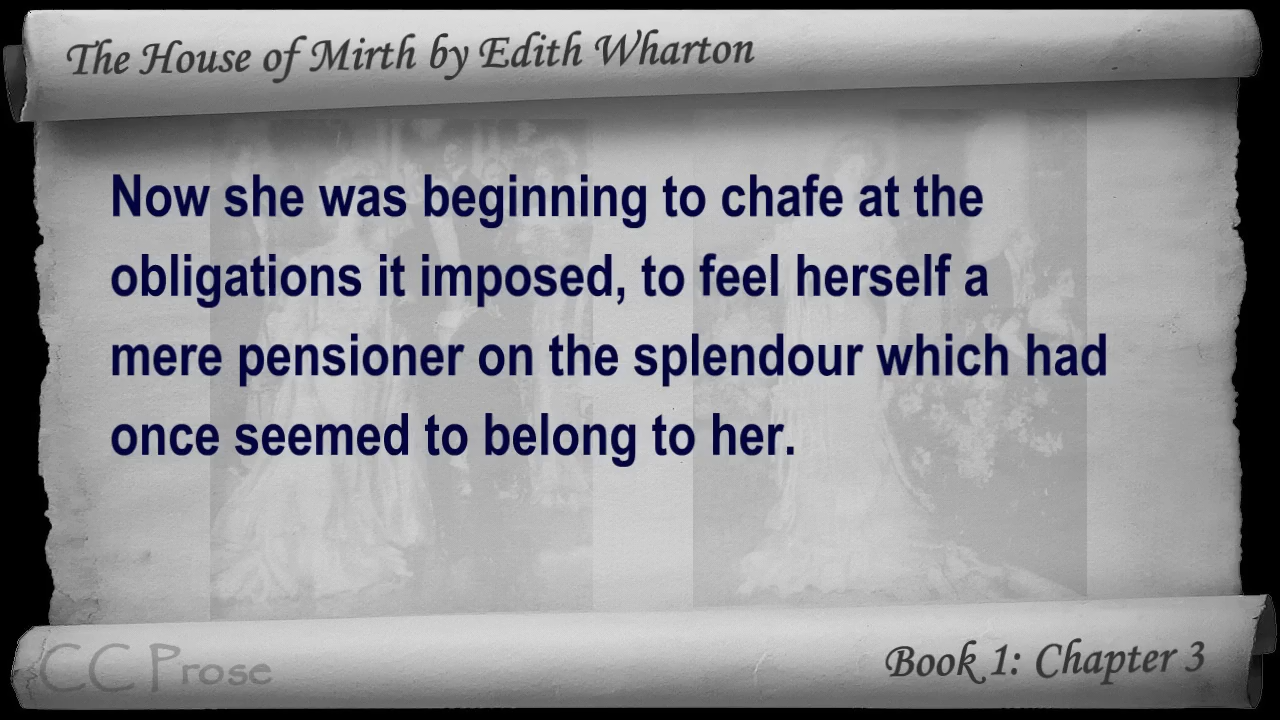 The House of Mirth by Edith Wharton
Now she was beginning to chafe at the
obligations it imposed, to feel herself a
mere pensioner on the splendour which had
once seemed to belong to her.
CC Prose
Book 1: Chapter 3